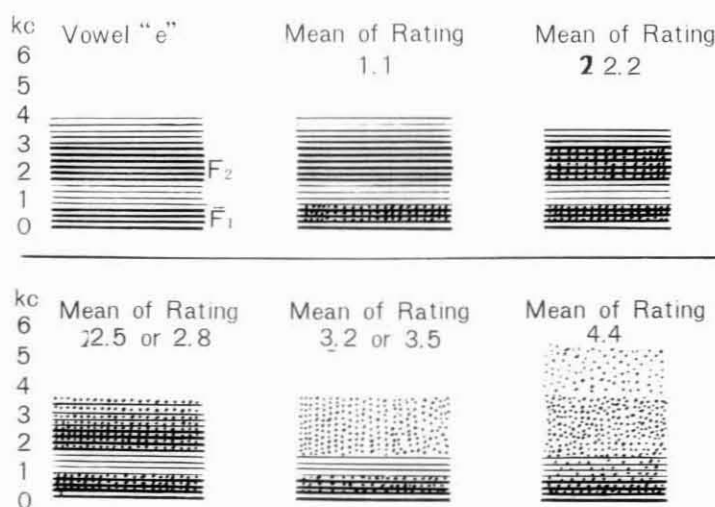 kc
Vowel "e"
Mean of Rating
1.1
Mean of Rating
2 2.2
6
5
4
3
2
1
0
F₂
F̄₁
kc
Mean of Rating
22.5 or 2.8
Mean of Rating
3.2 or 3.5
Mean of Rating
4.4
6
5
4
3
2
1
0